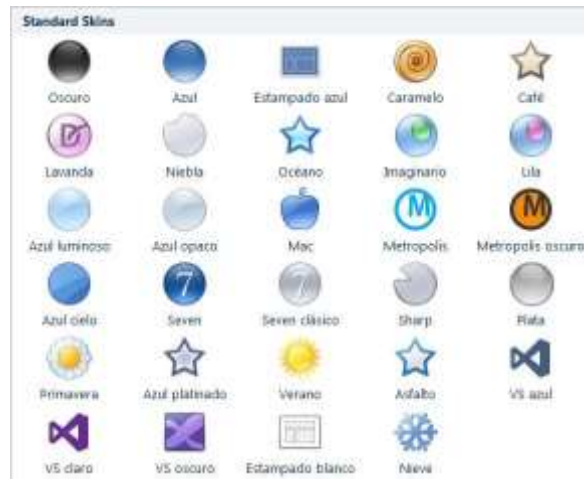 Standard Skins
Oscuro Azul Estampado azul Caramelo Café
Lavanda Niebla Océano Imaginario Lila
Azul luminoso Azul opaco Mac Metropolis Metropolis oscuro
Azul cielo Seven Seven clásico Sharp Plata
Primavera Azul platinado Verano Asfalto VS azul
VS claro VS oscuro Estampado blanco Nieve